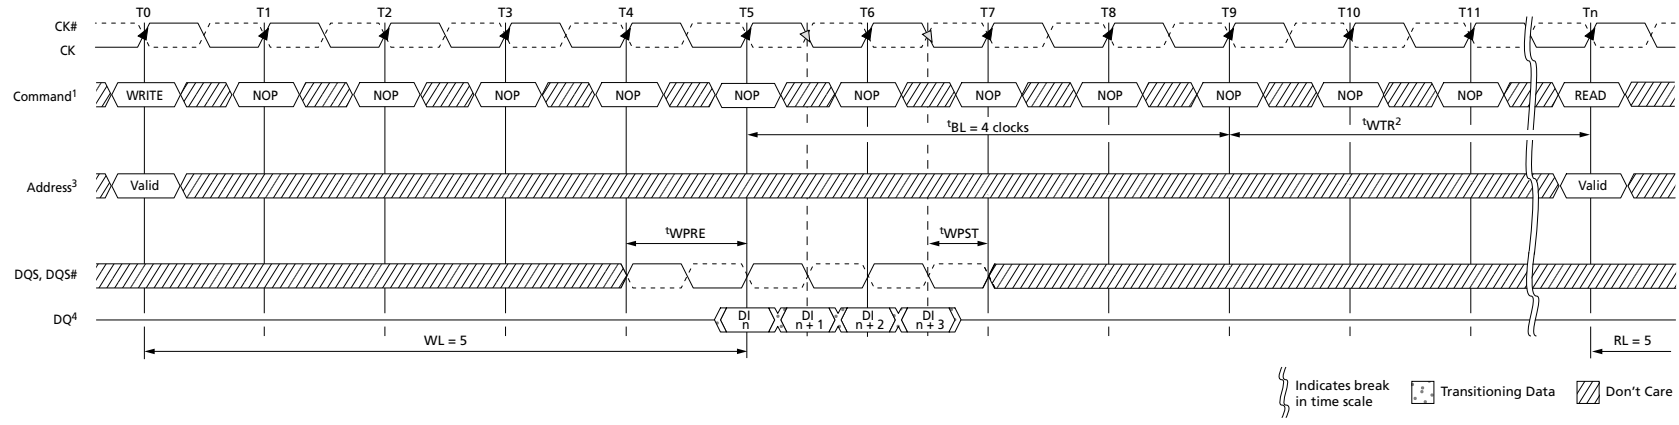 T0 T1 T2 T3 T4 T5 T6 T7 T8 T9 T10 T11 Tn
CK#
CK
Command1 WRITE NOP NOP NOP NOP NOP NOP NOP NOP NOP NOP NOP READ
tBL = 4 clocks tWTR2
Address3 Valid Valid
tWPRE tWPST
DQS, DQS#
DQ4 DI n DI n + 1 DI n + 2 DI n + 3
WL = 5 RL = 5
Indicates break in time scale Transitioning Data Don't Care